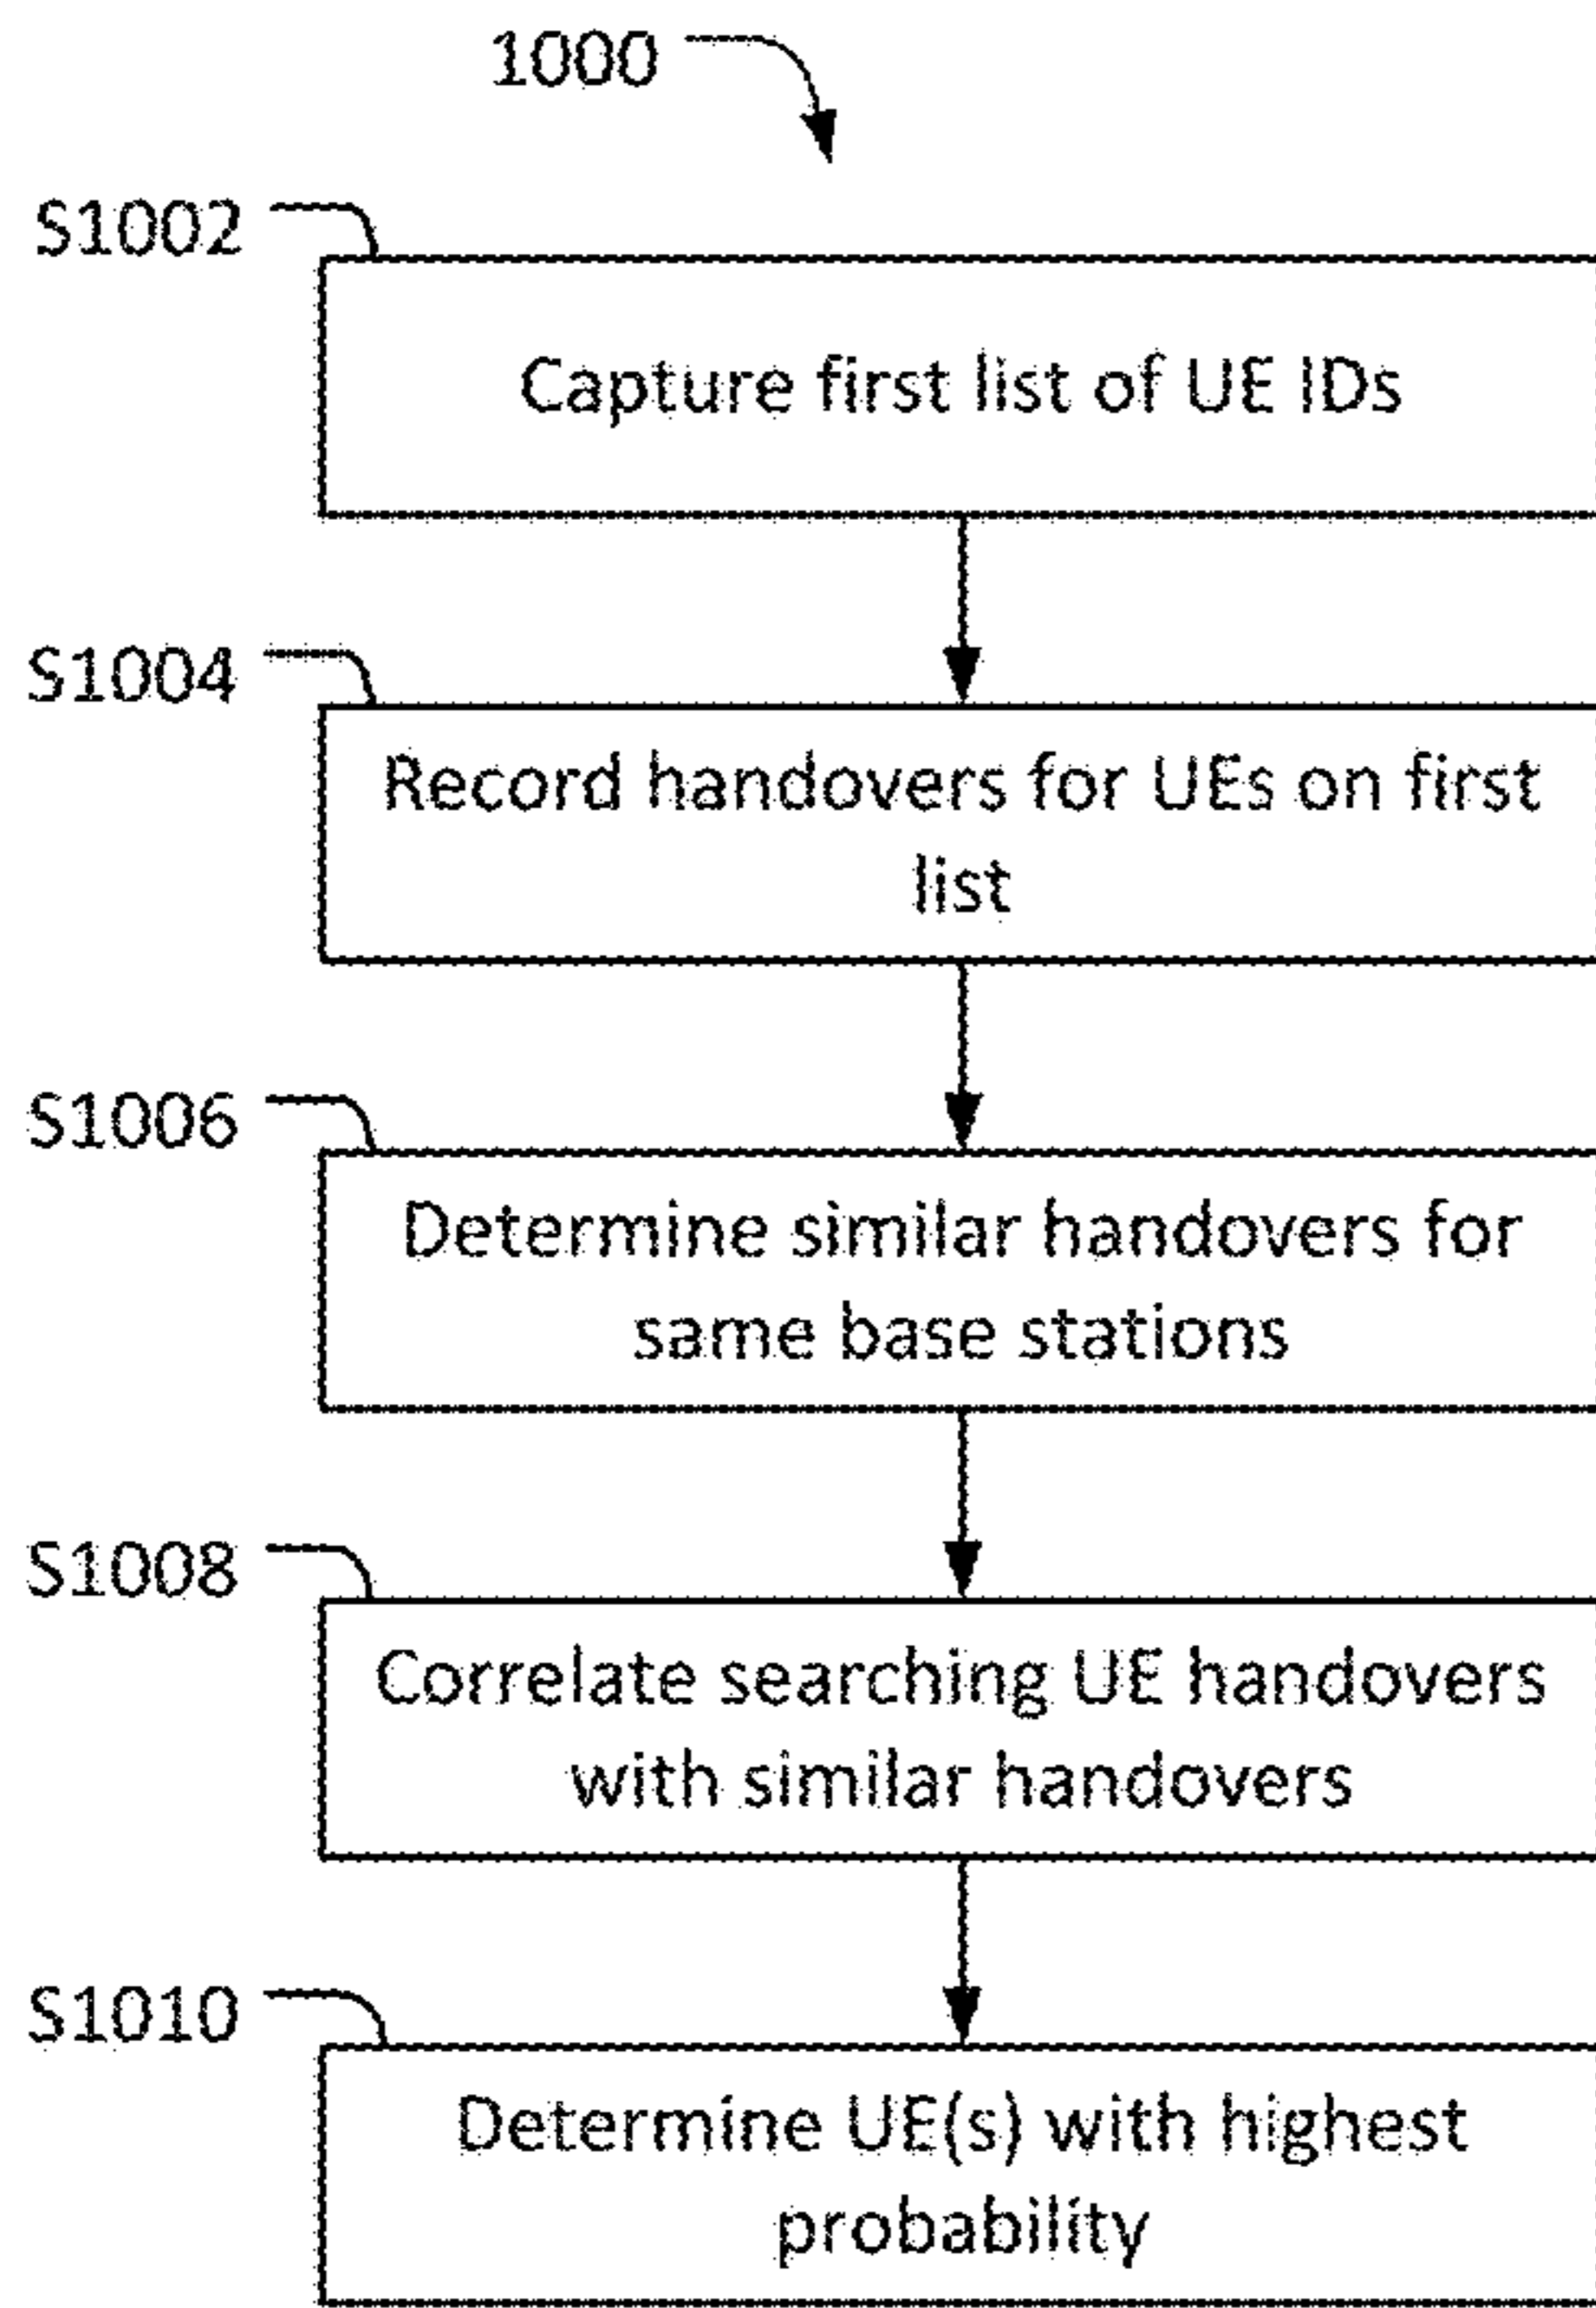 1000
S1002
Capture first list of UE IDs
S1004
Record handovers for UEs on first
list
S1006
Determine similar handovers for
same base stations
S1008
Correlate searching UE handovers
with similar handovers
S1010
Determine UE(s) with highest
probability